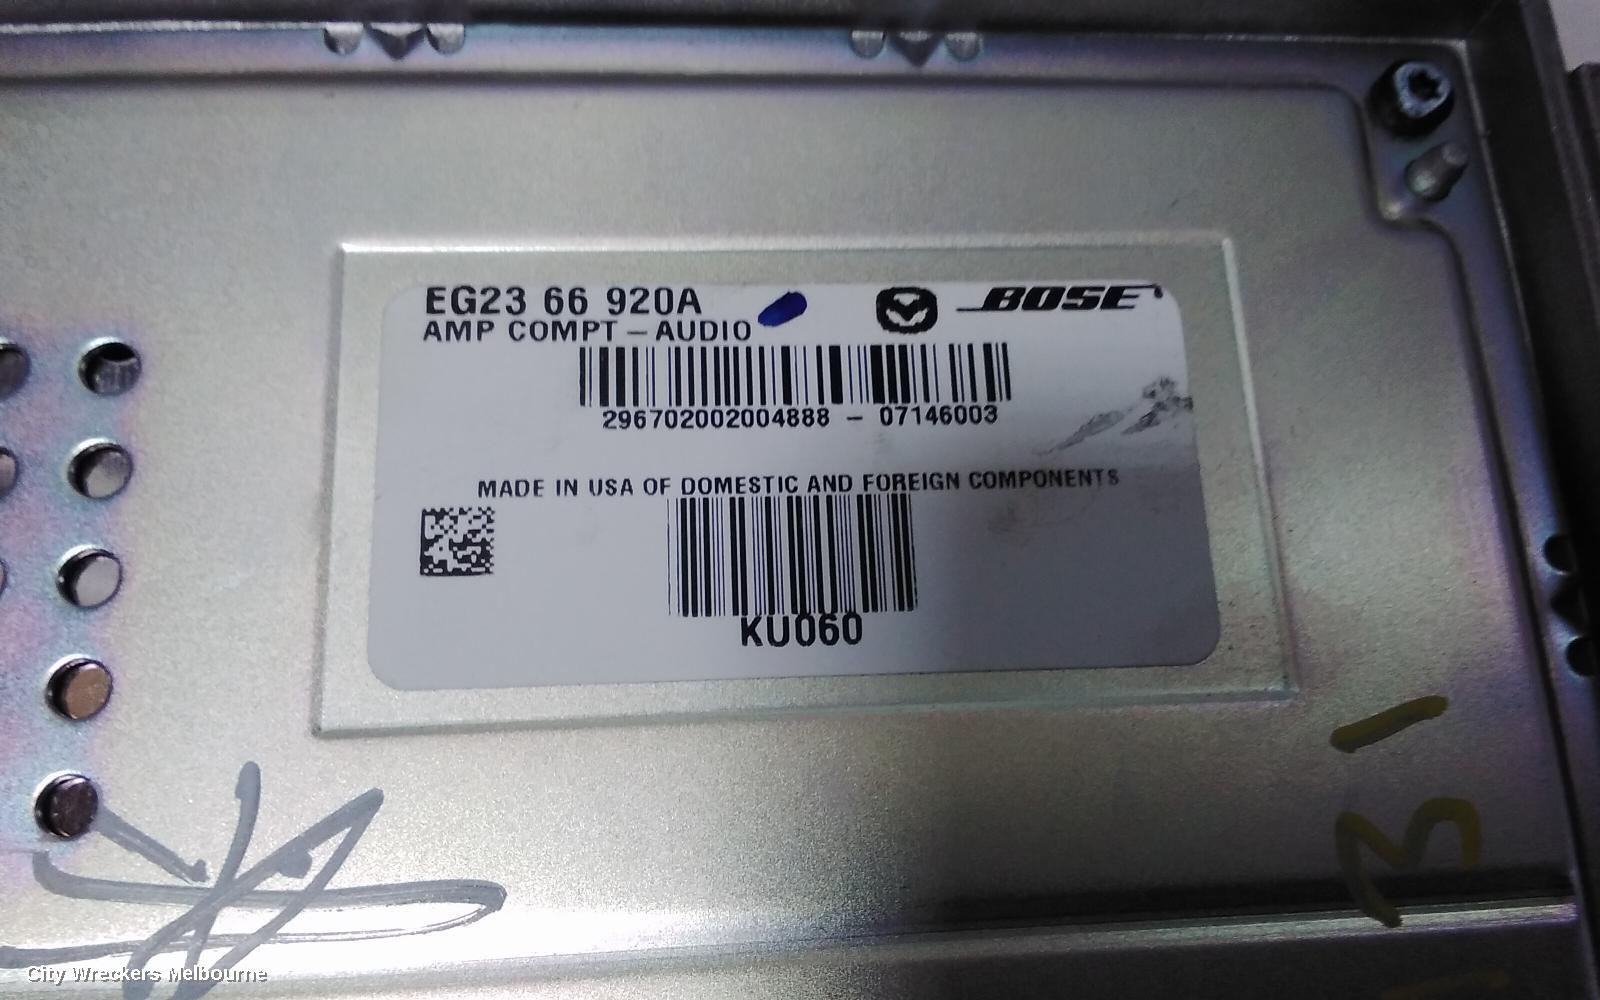 EG23 66 920A
BOSE
AMP COMPT – AUDIO
296702002004888 – 07146003
MADE IN USA OF DOMESTIC AND FOREIGN COMPONENTS
KU060
City Wreckers Melbourne